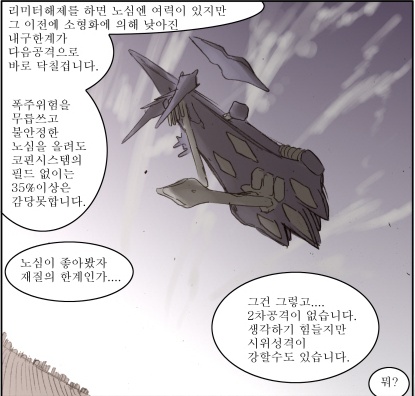 리미터해제를 하면 노심엔 여력이 있지만
그 이전에 소형화에 의해 낮아진
내구한계가
다음공격으로
바로 닥칠겁니다.
폭주위험을
무릅쓰고
불안정한
노심을 올려도
코핀시스템의
필드 없이는
35%이상은
감당못합니다.
노심이 좋아봤자
재질의 한계인가....
그건 그렇고....
2차공격이 없습니다.
생각하기 힘들지만
시위성격이
강할수도 있습니다.
뭐?